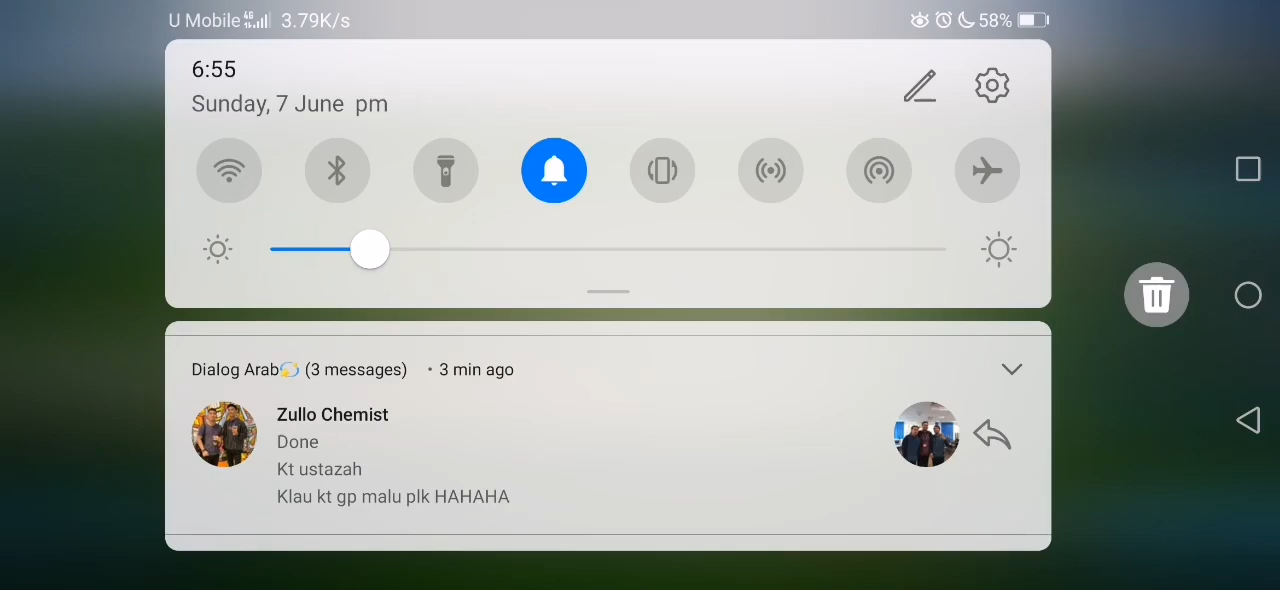 U Mobile 4G 3.79K/s 58%
6:55
Sunday, 7 June pm
Dialog Arab💫 (3 messages) • 3 min ago
Zullo Chemist
Done
Kt ustazah
Klau kt gp malu plk HAHAHA